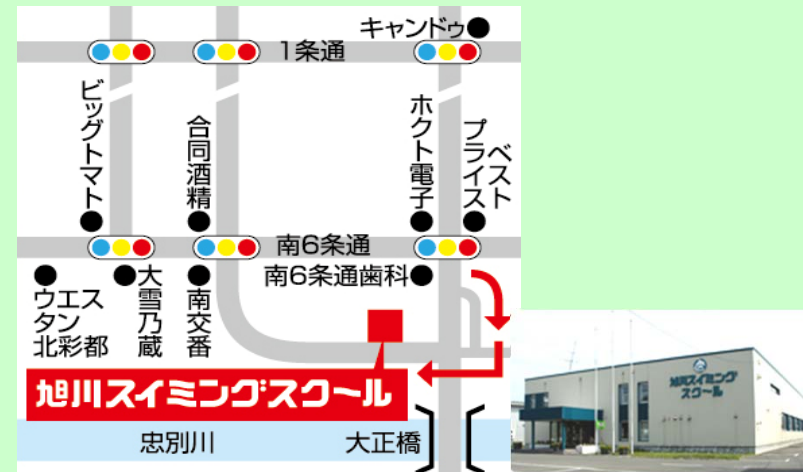 キャンドゥ
1条通
ビッグトマト
合同酒精
ホクト電子
ベスト
プライス
南6条通
南6条通歯科
ウエス
タン
北彩都
大雪乃蔵
南交番
旭川スイミングスクール
忠別川
大正橋
旭川スイミング
スクール